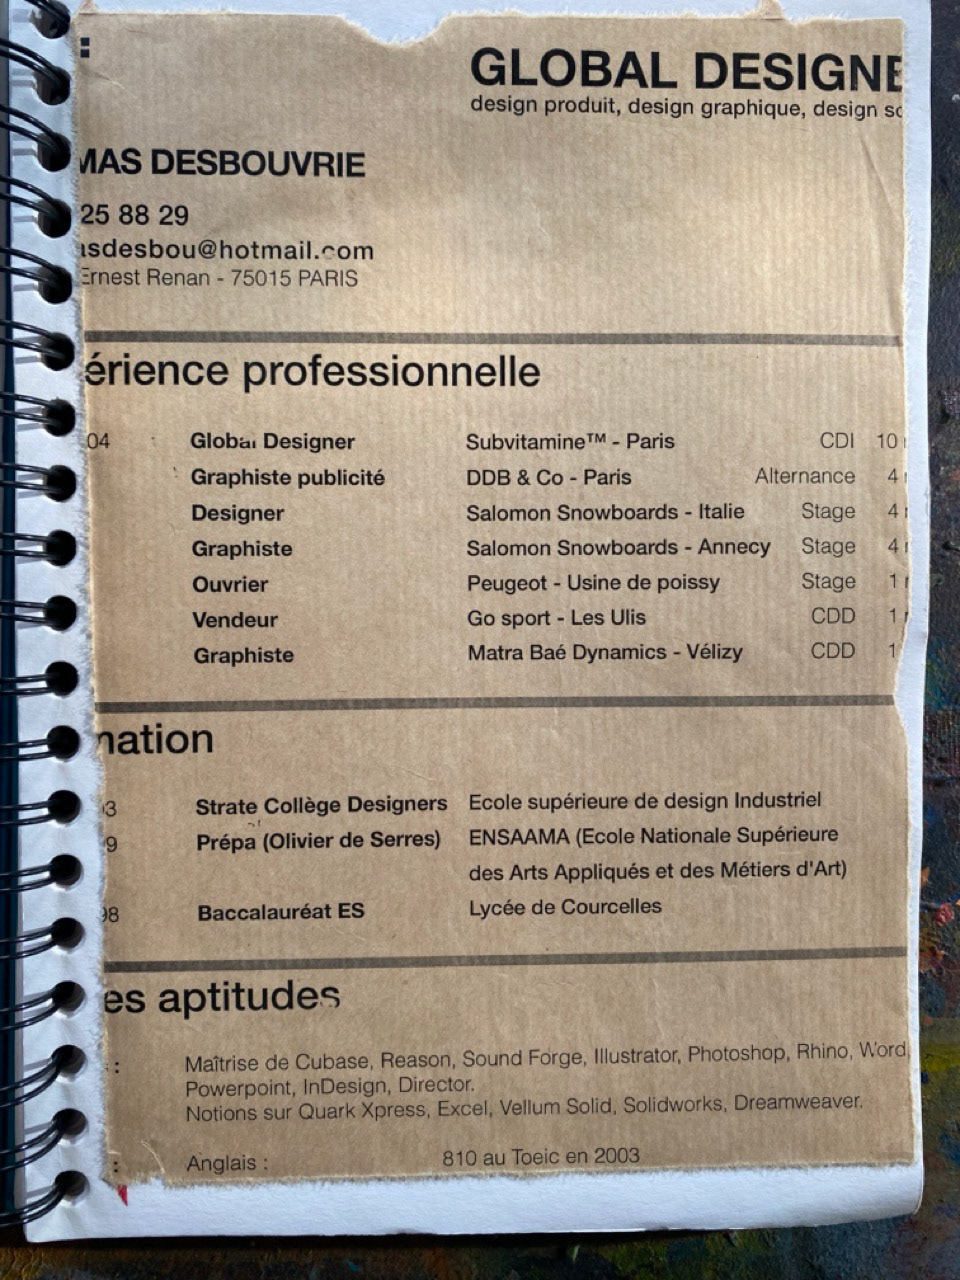 :
GLOBAL DESIGNE
design produit, design graphique, design so
MAS DESBOUVRIE
25 88 29
asdesbou@hotmail.com
Ernest Renan - 75015 PARIS
érience professionnelle
04 Global Designer Subvitamine™ - Paris CDI 10
Graphiste publicité DDB & Co - Paris Alternance 4
Designer Salomon Snowboards - Italie Stage 4
Graphiste Salomon Snowboards - Annecy Stage 4
Ouvrier Peugeot - Usine de poissy Stage 1
Vendeur Go sport - Les Ulis CDD 1
Graphiste Matra Baé Dynamics - Vélizy CDD 1
mation
03 Strate Collège Designers Ecole supérieure de design Industriel
9 Prépa (Olivier de Serres) ENSAAMA (Ecole Nationale Supérieure
des Arts Appliqués et des Métiers d'Art)
98 Baccalauréat ES Lycée de Courcelles
es aptitudes
: Maîtrise de Cubase, Reason, Sound Forge, Illustrator, Photoshop, Rhino, Word,
Powerpoint, InDesign, Director.
Notions sur Quark Xpress, Excel, Vellum Solid, Solidworks, Dreamweaver.
: Anglais : 810 au Toeic en 2003